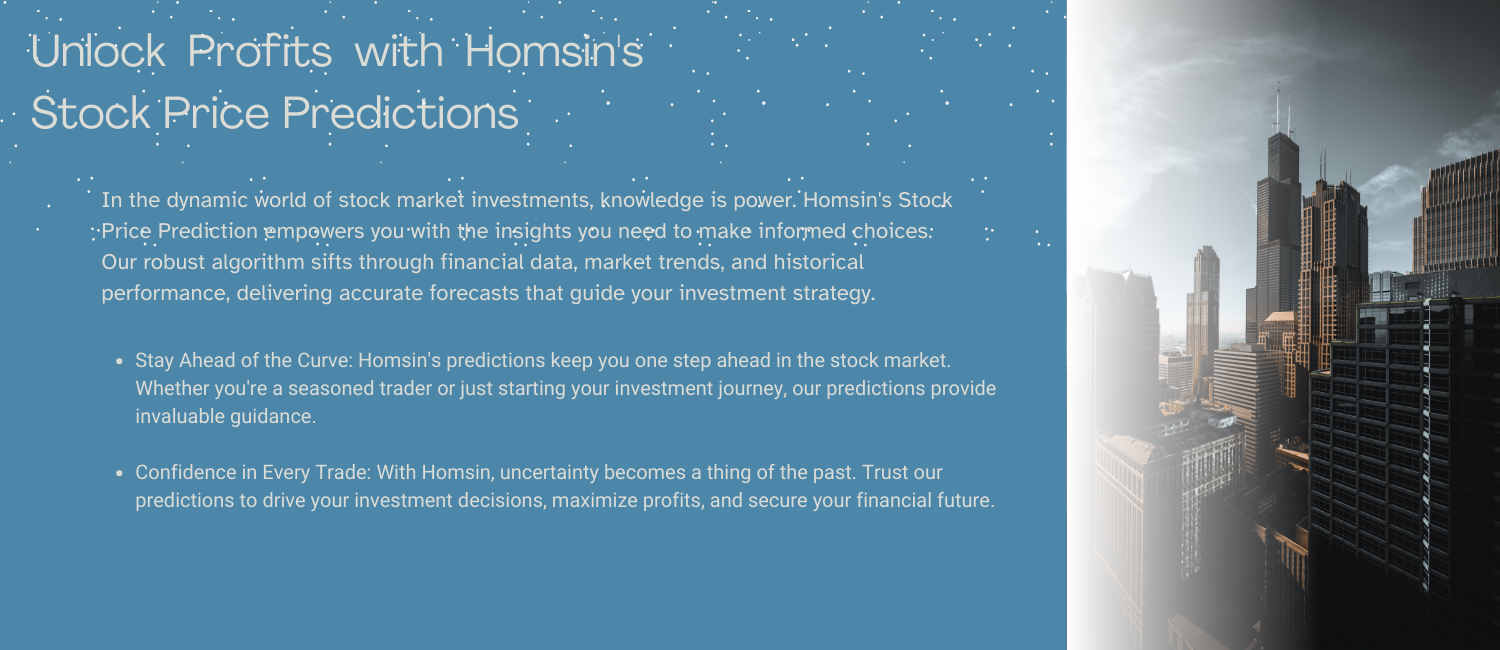 Unlock Profits with Homsin's
Stock Price Predictions
In the dynamic world of stock market investments, knowledge is power. Homsin's Stock
Price Prediction empowers you with the insights you need to make informed choices.
Our robust algorithm sifts through financial data, market trends, and historical
performance, delivering accurate forecasts that guide your investment strategy.
• Stay Ahead of the Curve: Homsin's predictions keep you one step ahead in the stock market.
Whether you're a seasoned trader or just starting your investment journey, our predictions provide
invaluable guidance.
• Confidence in Every Trade: With Homsin, uncertainty becomes a thing of the past. Trust our
predictions to drive your investment decisions, maximize profits, and secure your financial future.